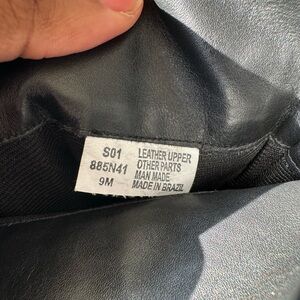 S01
885N41
9M
LEATHER UPPER
OTHER PARTS
MAN MADE
MADE IN BRAZIL